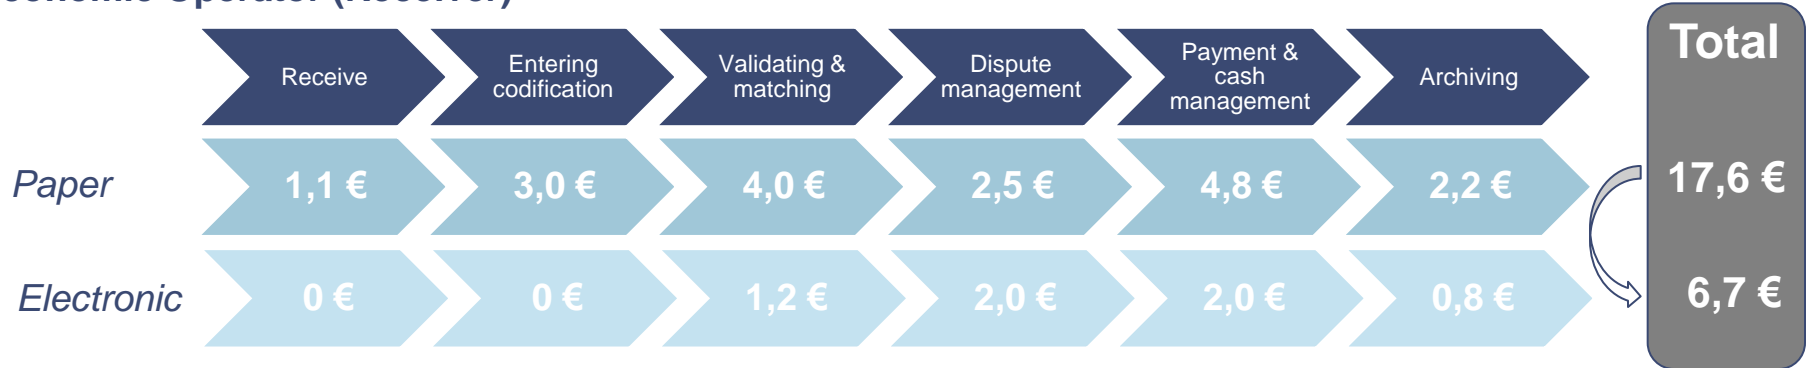 Receive
Entering
codification
Validating &
matching
Dispute
management
Payment &
cash
management
Archiving
Total
Paper
1,1 €
3,0 €
4,0 €
2,5 €
4,8 €
2,2 €
17,6 €
Electronic
0 €
0 €
1,2 €
2,0 €
2,0 €
0,8 €
6,7 €